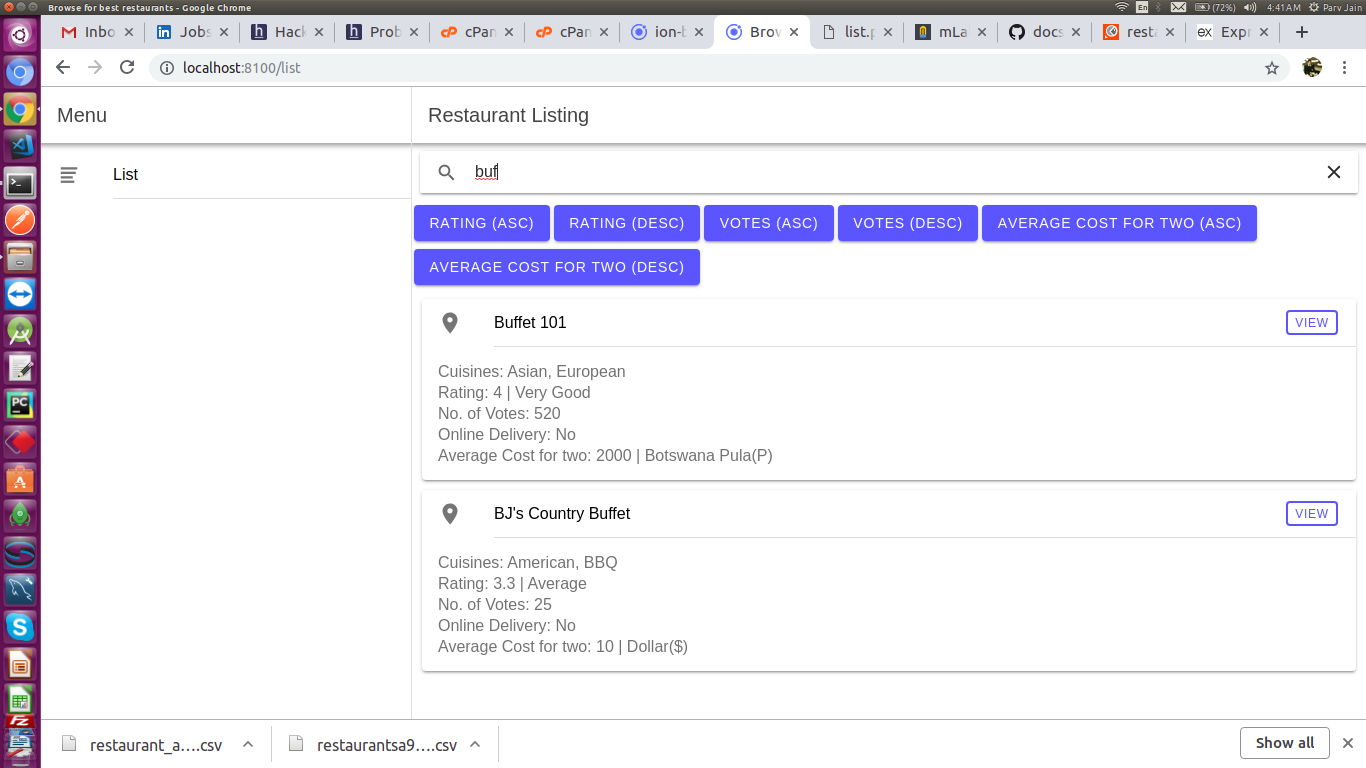 Browse for best restaurants - Google Chrome
En (72%) 4:41 AM Parv Jain
Inbo Jobs Hac Prob cPan cPan ion-b Brow list.p mLa docs resta Expr
localhost:8100/list
Menu
Restaurant Listing
List
buf
RATING (ASC) RATING (DESC) VOTES (ASC) VOTES (DESC) AVERAGE COST FOR TWO (ASC)
AVERAGE COST FOR TWO (DESC)
Buffet 101
VIEW
Cuisines: Asian, European
Rating: 4 | Very Good
No. of Votes: 520
Online Delivery: No
Average Cost for two: 2000 | Botswana Pula(P)
BJ's Country Buffet
VIEW
Cuisines: American, BBQ
Rating: 3.3 | Average
No. of Votes: 25
Online Delivery: No
Average Cost for two: 10 | Dollar($)
restaurant_a....csv
restaurantsa9....csv
Show all